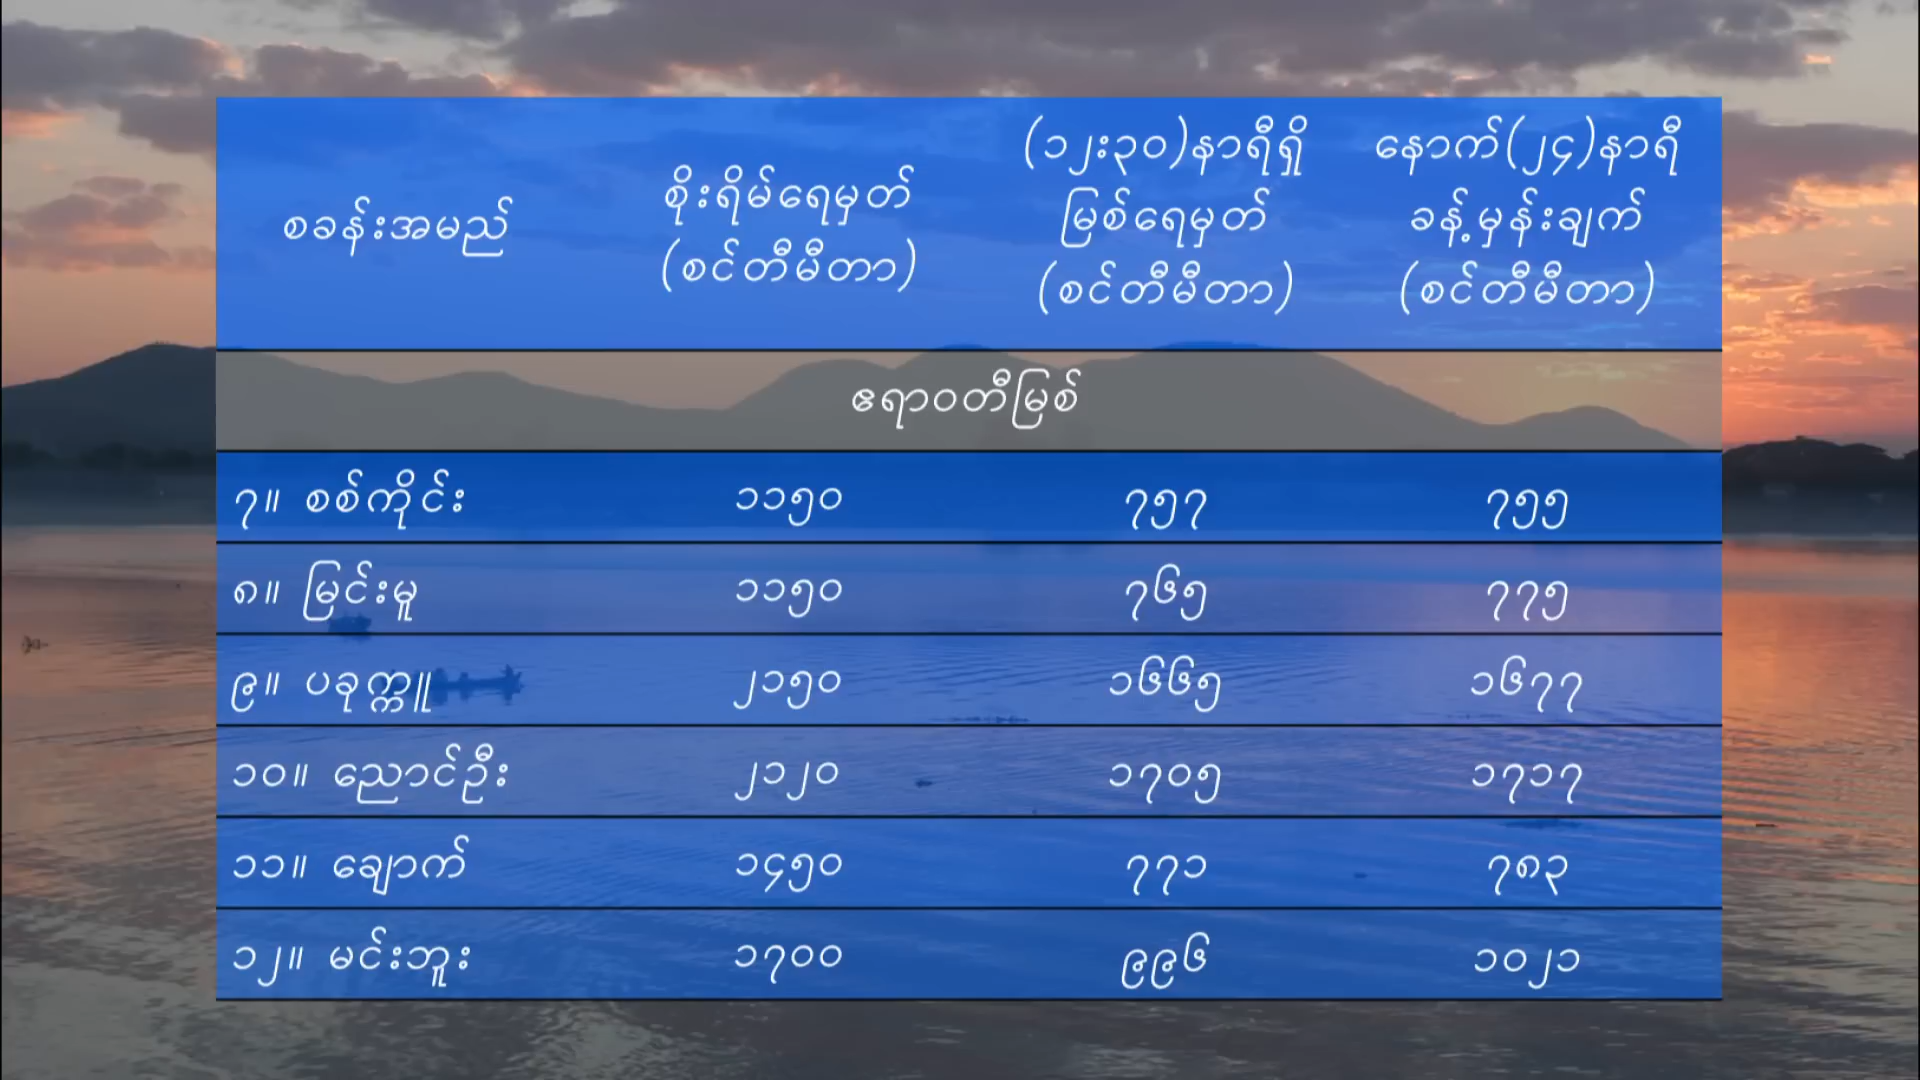 စခန်းအမည်
စိုးရိမ်ရေမှတ်
(စင်တီမီတာ)
(၁၂း၃၀)နာရီရှိ
မြစ်ရေမှတ်
(စင်တီမီတာ)
နောက်(၂၄)နာရီ
ခန့်မှန်းချက်
(စင်တီမီတာ)
ဧရာဝတီမြစ်
၇။ စစ်ကိုင်း ၁၁၅၀ ၇၅၇ ၇၅၅
၈။ မြင်းမူ ၁၁၅၀ ၇၆၅ ၇၇၅
၉။ ပခုက္ကူ ၂၁၅၀ ၁၆၆၅ ၁၆၇၇
၁၀။ ညောင်ဦး ၂၁၂၀ ၁၇၀၅ ၁၇၁၇
၁၁။ ချောက် ၁၄၅၀ ၇၇၁ ၇၈၃
၁၂။ မင်းဘူး ၁၇၀၀ ၉၉၆ ၁၀၂၁